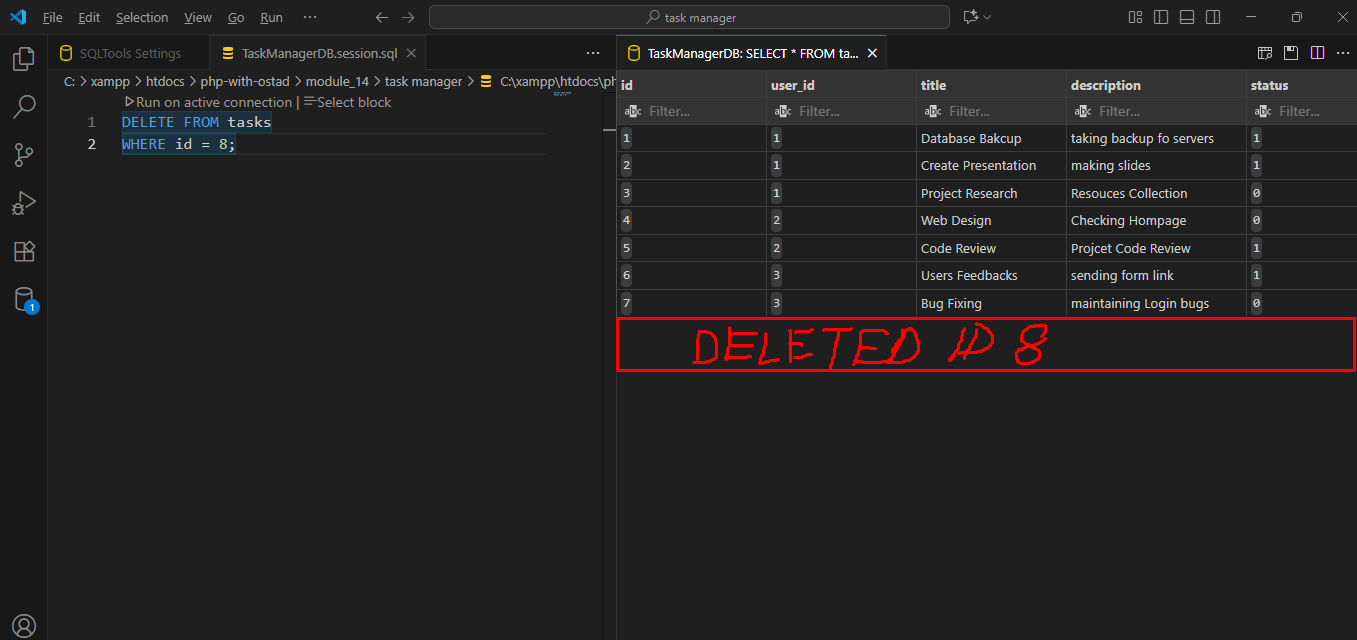 File Edit Selection View Go Run ··· task manager
SQLTools Settings TaskManagerDB.session.sql ··· TaskManagerDB: SELECT * FROM ta... ···
C: > xampp > htdocs > php-with-ostad > module_14 > task manager > C:\xampp\htdocs\ph
Run on active connection | Select block
1 DELETE FROM tasks
2 WHERE id = 8;
1
id user_id title description status
abc Filter... abc Filter... abc Filter... abc Filter... abc Filter...
1 1 Database Bakcup taking backup fo servers 1
2 1 Create Presentation making slides 1
3 1 Project Research Resouces Collection 0
4 2 Web Design Checking Hompage 0
5 2 Code Review Projcet Code Review 1
6 3 Users Feedbacks sending form link 1
7 3 Bug Fixing maintaining Login bugs 0
DELETED ID 8